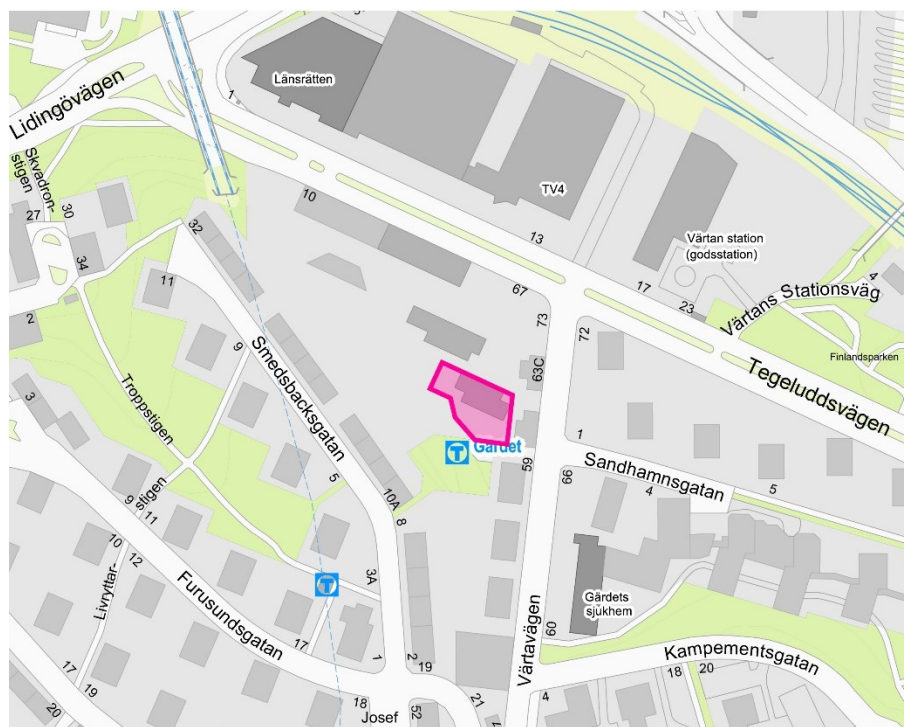 Länsrätten
1
Lidingövägen
Skvadron-
stigen
27
30
10
TV4
13
32
Värtan station
(godsstation)
34
11
67
17
23
4
Värtans Stationsväg
2
9
73
72
63C
Finlandsparken
Smedsbacksgatan
Tegeluddsvägen
3
Troppstigen
T
Gärdet
59
1
5
66
Sandhamnsgatan
4
5
9
stigen
11
10A
8
10
12
Livryttar-
T
3A
Furusundsgatan
Gärdets
sjukhem
60
Värtavägen
17
1
2
19
Kampementsgatan
17
19
20
18
Josef
52
21
4
18
20